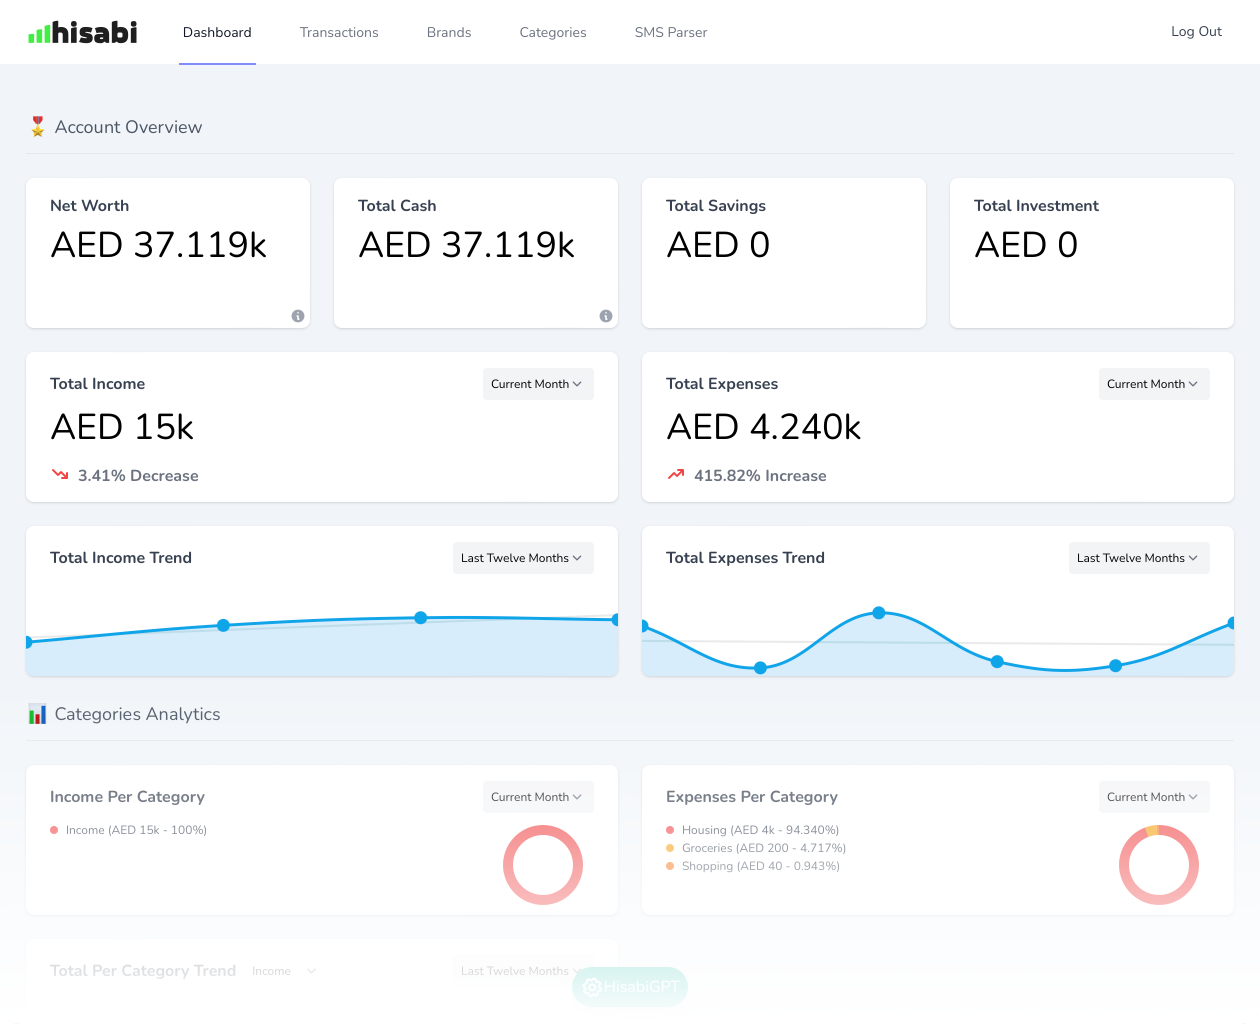 hisabi
Dashboard
Transactions
Brands
Categories
SMS Parser
Log Out
Account Overview
Net Worth
AED 37.119k
Total Cash
AED 37.119k
Total Savings
AED 0
Total Investment
AED 0
Total Income
Current Month
AED 15k
3.41% Decrease
Total Expenses
Current Month
AED 4.240k
415.82% Increase
Total Income Trend
Last Twelve Months
Total Expenses Trend
Last Twelve Months
Categories Analytics
Income Per Category
Current Month
Income (AED 15k - 100%)
Expenses Per Category
Current Month
Housing (AED 4k - 94.340%)
Groceries (AED 200 - 4.717%)
Shopping (AED 40 - 0.943%)
Total Per Category Trend
Income
Last Twelve Months
HisabiGPT